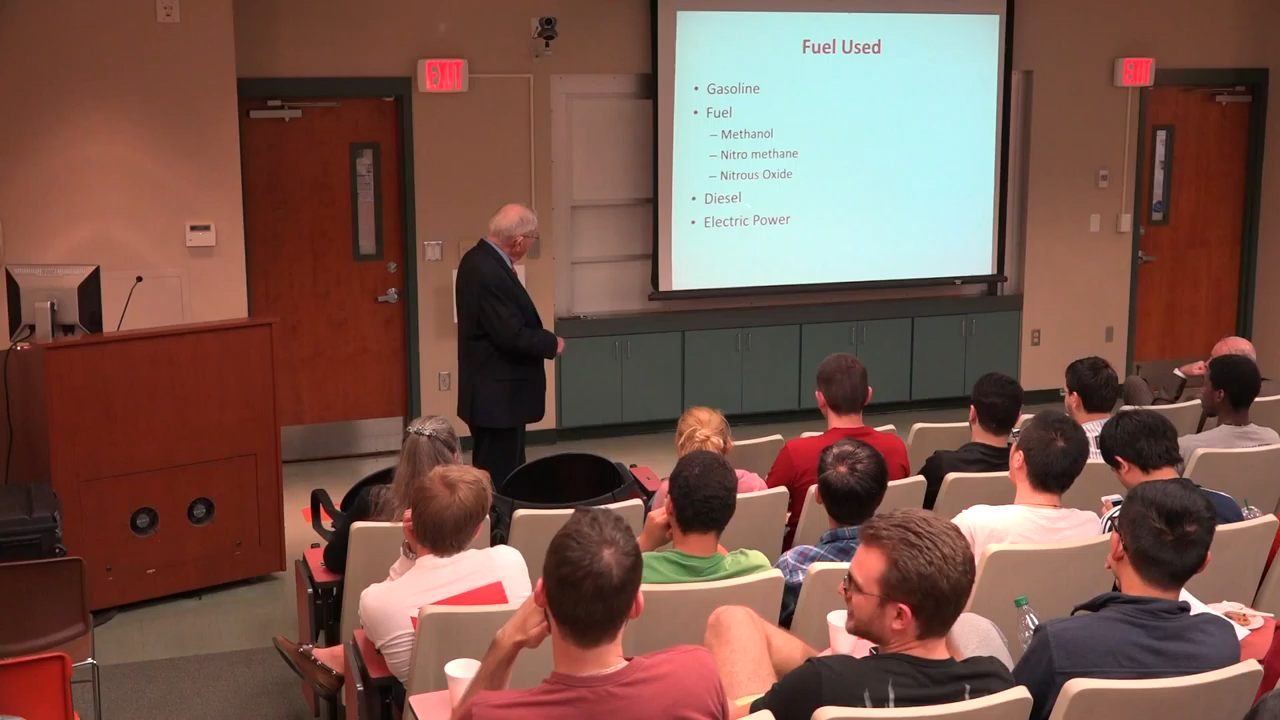 EXIT
Fuel Used
EXIT
• Gasoline
• Fuel
– Methanol
– Nitro methane
– Nitrous Oxide
• Diesel
• Electric Power